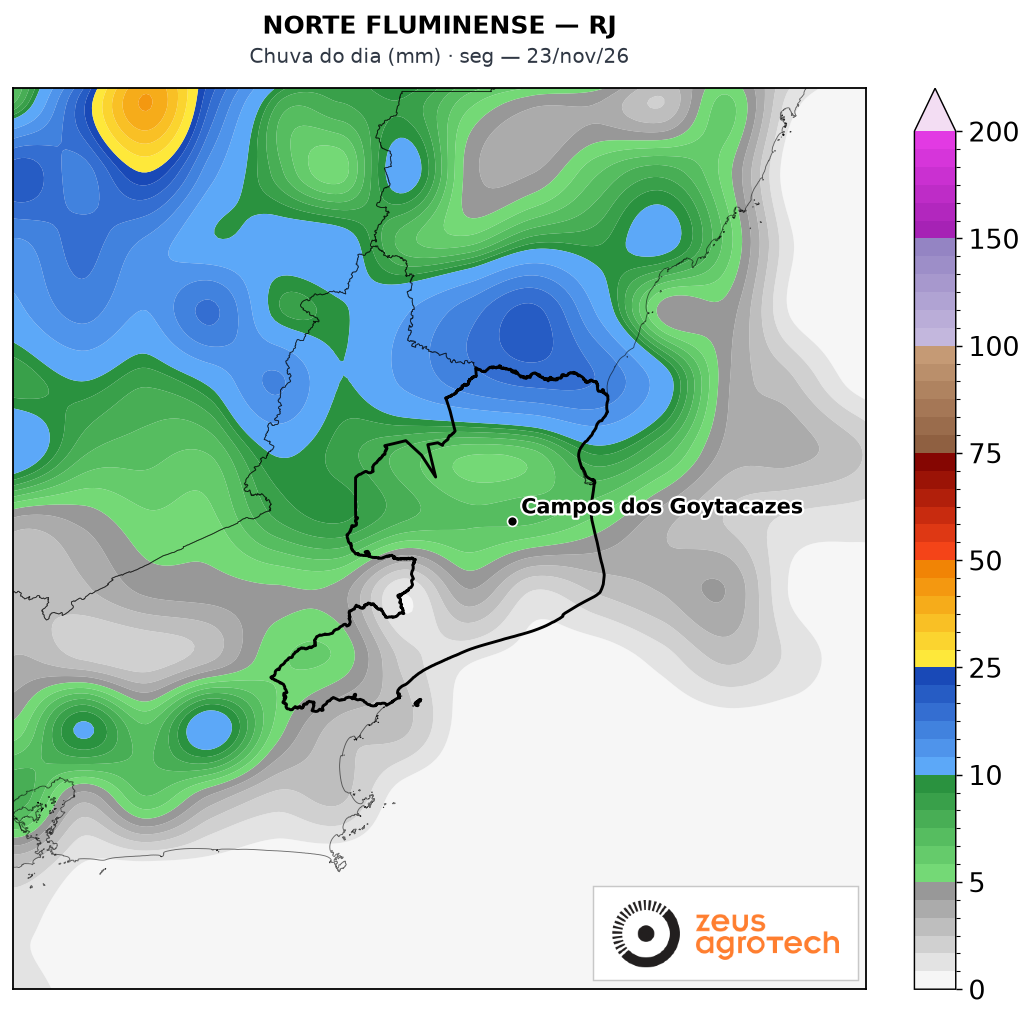 NORTE FLUMINENSE — RJ
Chuva do dia (mm) · seg — 23/nov/26
200
150
100
75
50
25
10
5
0
Campos dos Goytacazes
zeus
agrotech